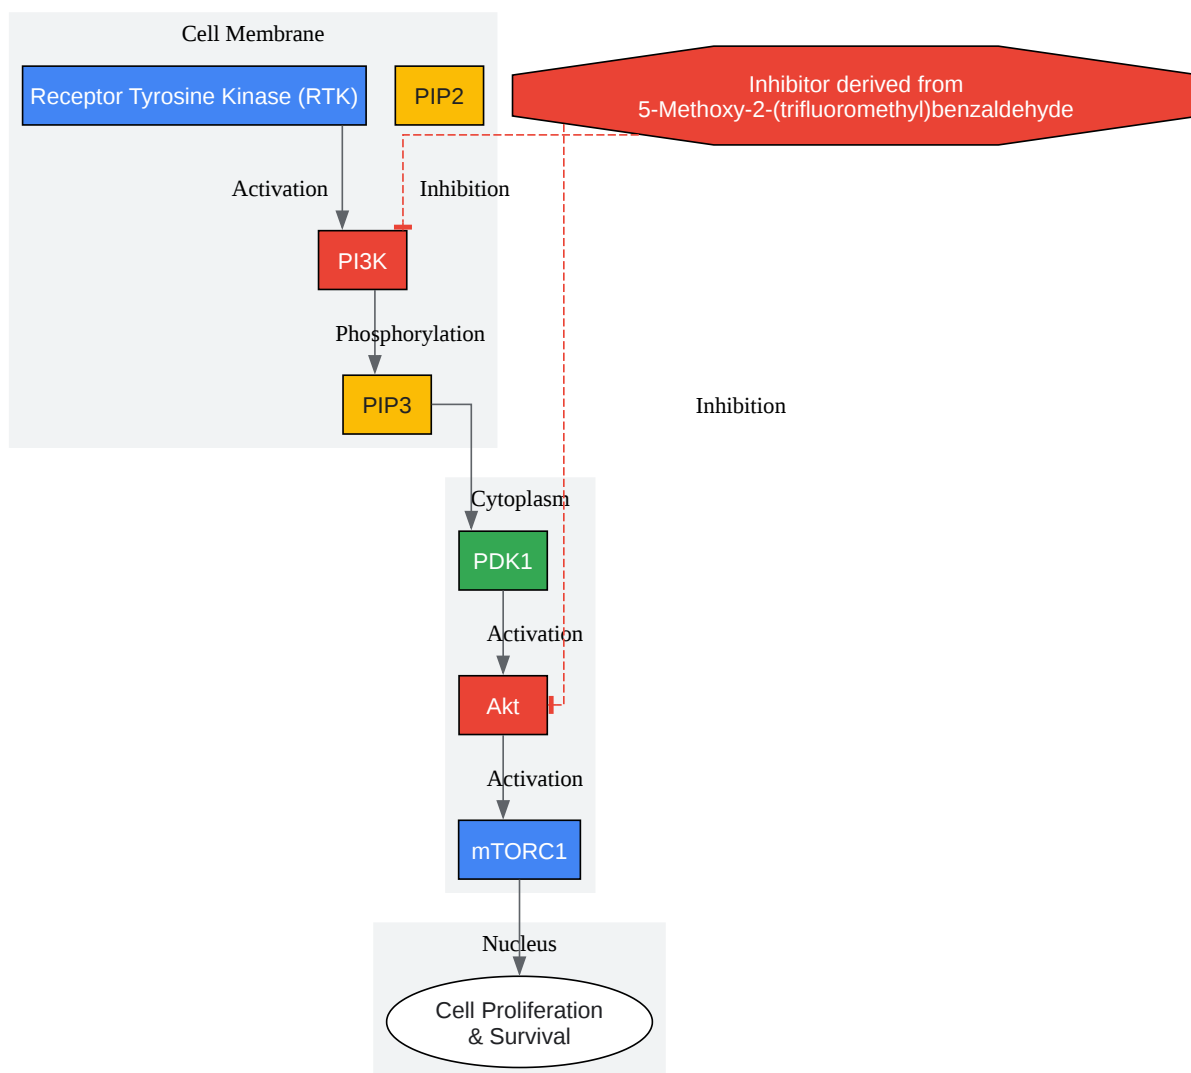 Cell Membrane
Receptor Tyrosine Kinase (RTK)
PIP2
Inhibitor derived from
5-Methoxy-2-(trifluoromethyl)benzaldehyde
Activation
Inhibition
PI3K
Phosphorylation
PIP3
Inhibition
Cytoplasm
PDK1
Activation
Akt
Activation
mTORC1
Nucleus
Cell Proliferation
& Survival